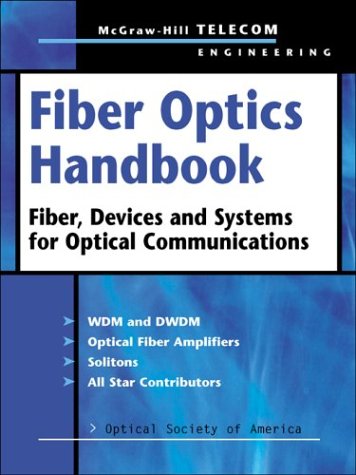 McGraw-Hill TELECOM
ENGINEERING
Fiber Optics
Handbook
Fiber, Devices and Systems
for Optical Communications
➤ WDM and DWDM
➤ Optical Fiber Amplifiers
➤ Solitons
➤ All Star Contributors
> Optical Society of America